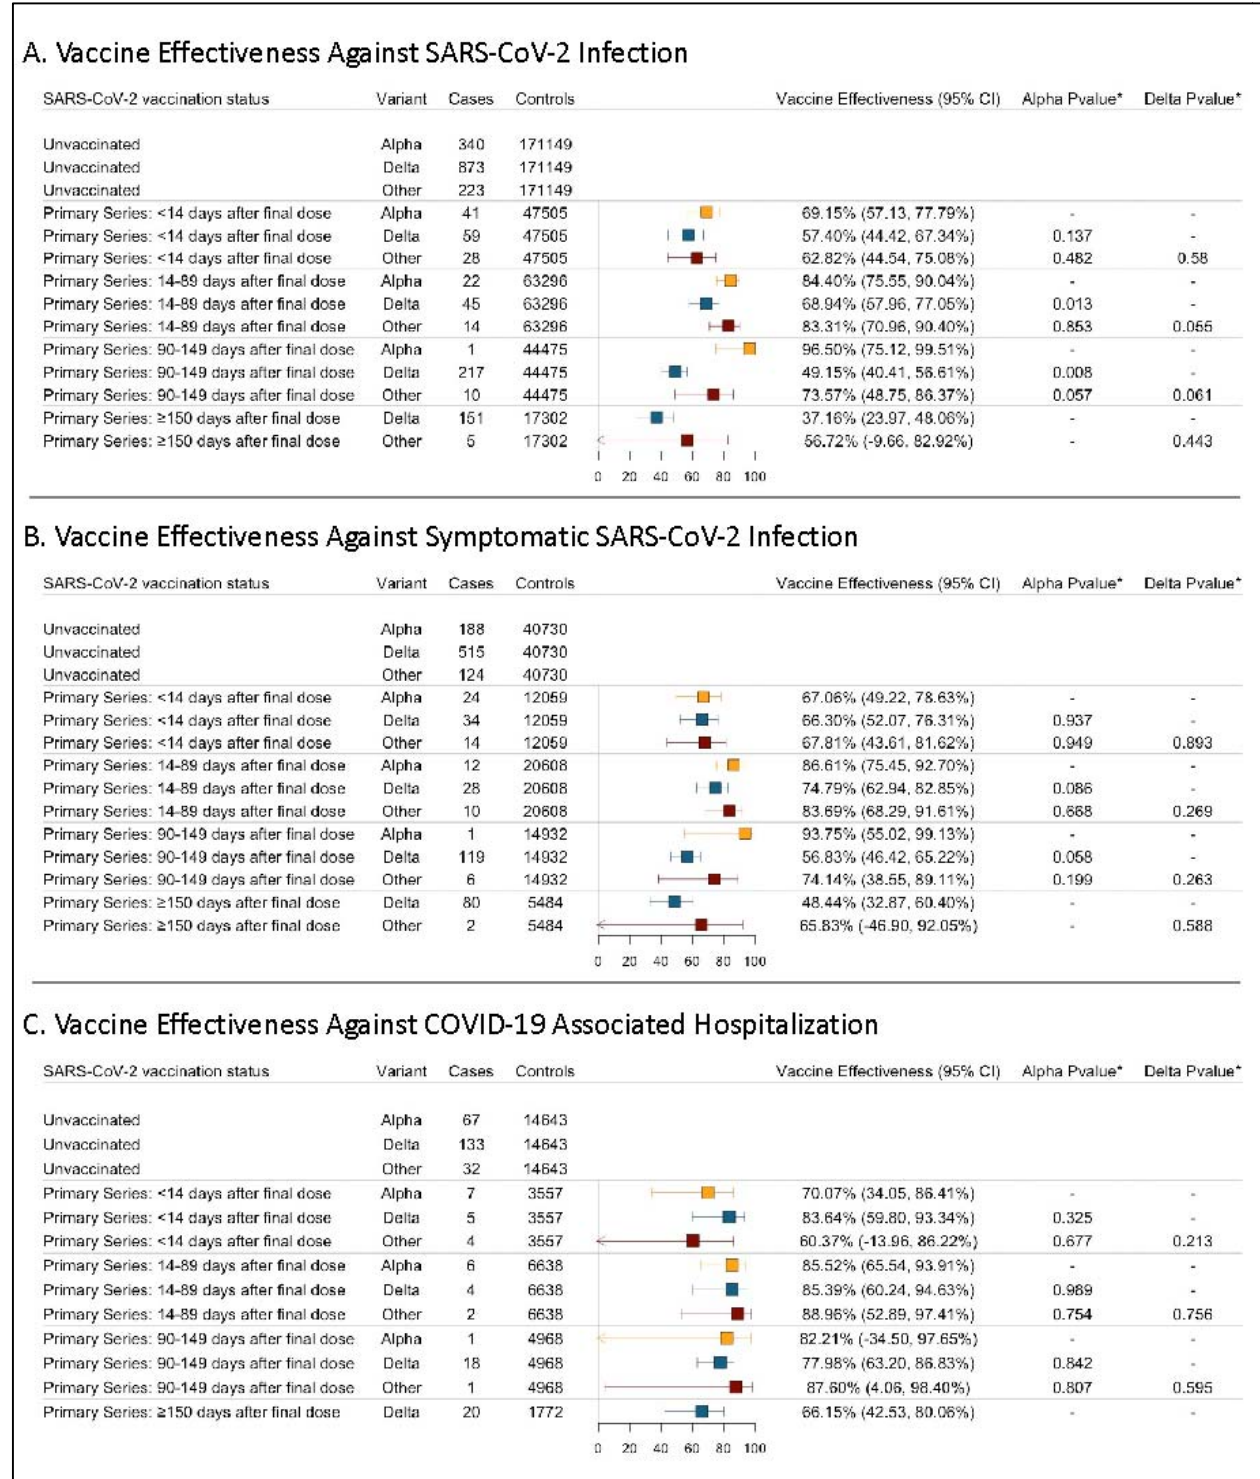 A. Vaccine Effectiveness Against SARS-CoV-2 Infection
SARS-CoV-2 vaccination status Variant Cases Controls Vaccine Effectiveness (95% CI) Alpha Pvalue* Delta Pvalue*
Unvaccinated Alpha 340 171149
Unvaccinated Delta 873 171149
Unvaccinated Other 223 171149
Primary Series: <14 days after final dose Alpha 41 47505 69.15% (57.13, 77.79%) - -
Primary Series: <14 days after final dose Delta 59 47505 57.40% (44.42, 67.34%) 0.137 -
Primary Series: <14 days after final dose Other 28 47505 62.82% (44.54, 75.08%) 0.482 0.58
Primary Series: 14-89 days after final dose Alpha 22 63296 84.40% (75.55, 90.04%) - -
Primary Series: 14-89 days after final dose Delta 45 63296 68.94% (57.96, 77.05%) 0.013 -
Primary Series: 14-89 days after final dose Other 14 63296 83.31% (70.96, 90.40%) 0.853 0.055
Primary Series: 90-149 days after final dose Alpha 1 44475 96.50% (75.12, 99.51%) - -
Primary Series: 90-149 days after final dose Delta 217 44475 49.15% (40.41, 56.61%) 0.008 -
Primary Series: 90-149 days after final dose Other 10 44475 73.57% (48.75, 86.37%) 0.057 0.061
Primary Series: ≥150 days after final dose Delta 151 17302 37.16% (23.97, 48.06%) - -
Primary Series: ≥150 days after final dose Other 5 17302 56.72% (-9.66, 82.92%) - 0.443
0 20 40 60 80 100
B. Vaccine Effectiveness Against Symptomatic SARS-CoV-2 Infection
SARS-CoV-2 vaccination status Variant Cases Controls Vaccine Effectiveness (95% CI) Alpha Pvalue* Delta Pvalue*
Unvaccinated Alpha 188 40730
Unvaccinated Delta 515 40730
Unvaccinated Other 124 40730
Primary Series: <14 days after final dose Alpha 24 12059 67.06% (49.22, 78.63%) - -
Primary Series: <14 days after final dose Delta 34 12059 66.30% (52.07, 76.31%) 0.937 -
Primary Series: <14 days after final dose Other 14 12059 67.81% (43.61, 81.62%) 0.949 0.893
Primary Series: 14-89 days after final dose Alpha 12 20608 86.61% (75.45, 92.70%) - -
Primary Series: 14-89 days after final dose Delta 28 20608 74.79% (62.94, 82.85%) 0.086 -
Primary Series: 14-89 days after final dose Other 10 20608 83.69% (68.29, 91.61%) 0.668 0.269
Primary Series: 90-149 days after final dose Alpha 1 14932 93.75% (55.02, 99.13%) - -
Primary Series: 90-149 days after final dose Delta 119 14932 56.83% (46.42, 65.22%) 0.058 -
Primary Series: 90-149 days after final dose Other 6 14932 74.14% (38.55, 89.11%) 0.199 0.263
Primary Series: ≥150 days after final dose Delta 80 5484 48.44% (32.87, 60.40%) - -
Primary Series: ≥150 days after final dose Other 2 5484 65.83% (-46.90, 92.05%) - 0.588
0 20 40 60 80 100
C. Vaccine Effectiveness Against COVID-19 Associated Hospitalization
SARS-CoV-2 vaccination status Variant Cases Controls Vaccine Effectiveness (95% CI) Alpha Pvalue* Delta Pvalue*
Unvaccinated Alpha 67 14643
Unvaccinated Delta 133 14643
Unvaccinated Other 32 14643
Primary Series: <14 days after final dose Alpha 7 3557 70.07% (34.05, 86.41%) - -
Primary Series: <14 days after final dose Delta 5 3557 83.64% (59.80, 93.34%) 0.325 -
Primary Series: <14 days after final dose Other 4 3557 60.37% (-13.96, 86.22%) 0.677 0.213
Primary Series: 14-89 days after final dose Alpha 6 6638 85.52% (65.54, 93.91%) - -
Primary Series: 14-89 days after final dose Delta 4 6638 85.39% (60.24, 94.63%) 0.989 -
Primary Series: 14-89 days after final dose Other 2 6638 88.96% (52.89, 97.41%) 0.754 0.756
Primary Series: 90-149 days after final dose Alpha 1 4968 82.21% (-34.50, 97.65%) - -
Primary Series: 90-149 days after final dose Delta 18 4968 77.98% (63.20, 86.83%) 0.842 -
Primary Series: 90-149 days after final dose Other 1 4968 87.60% (4.06, 98.40%) 0.807 0.595
Primary Series: ≥150 days after final dose Delta 20 1772 66.15% (42.53, 80.06%) - -
0 20 40 60 80 100